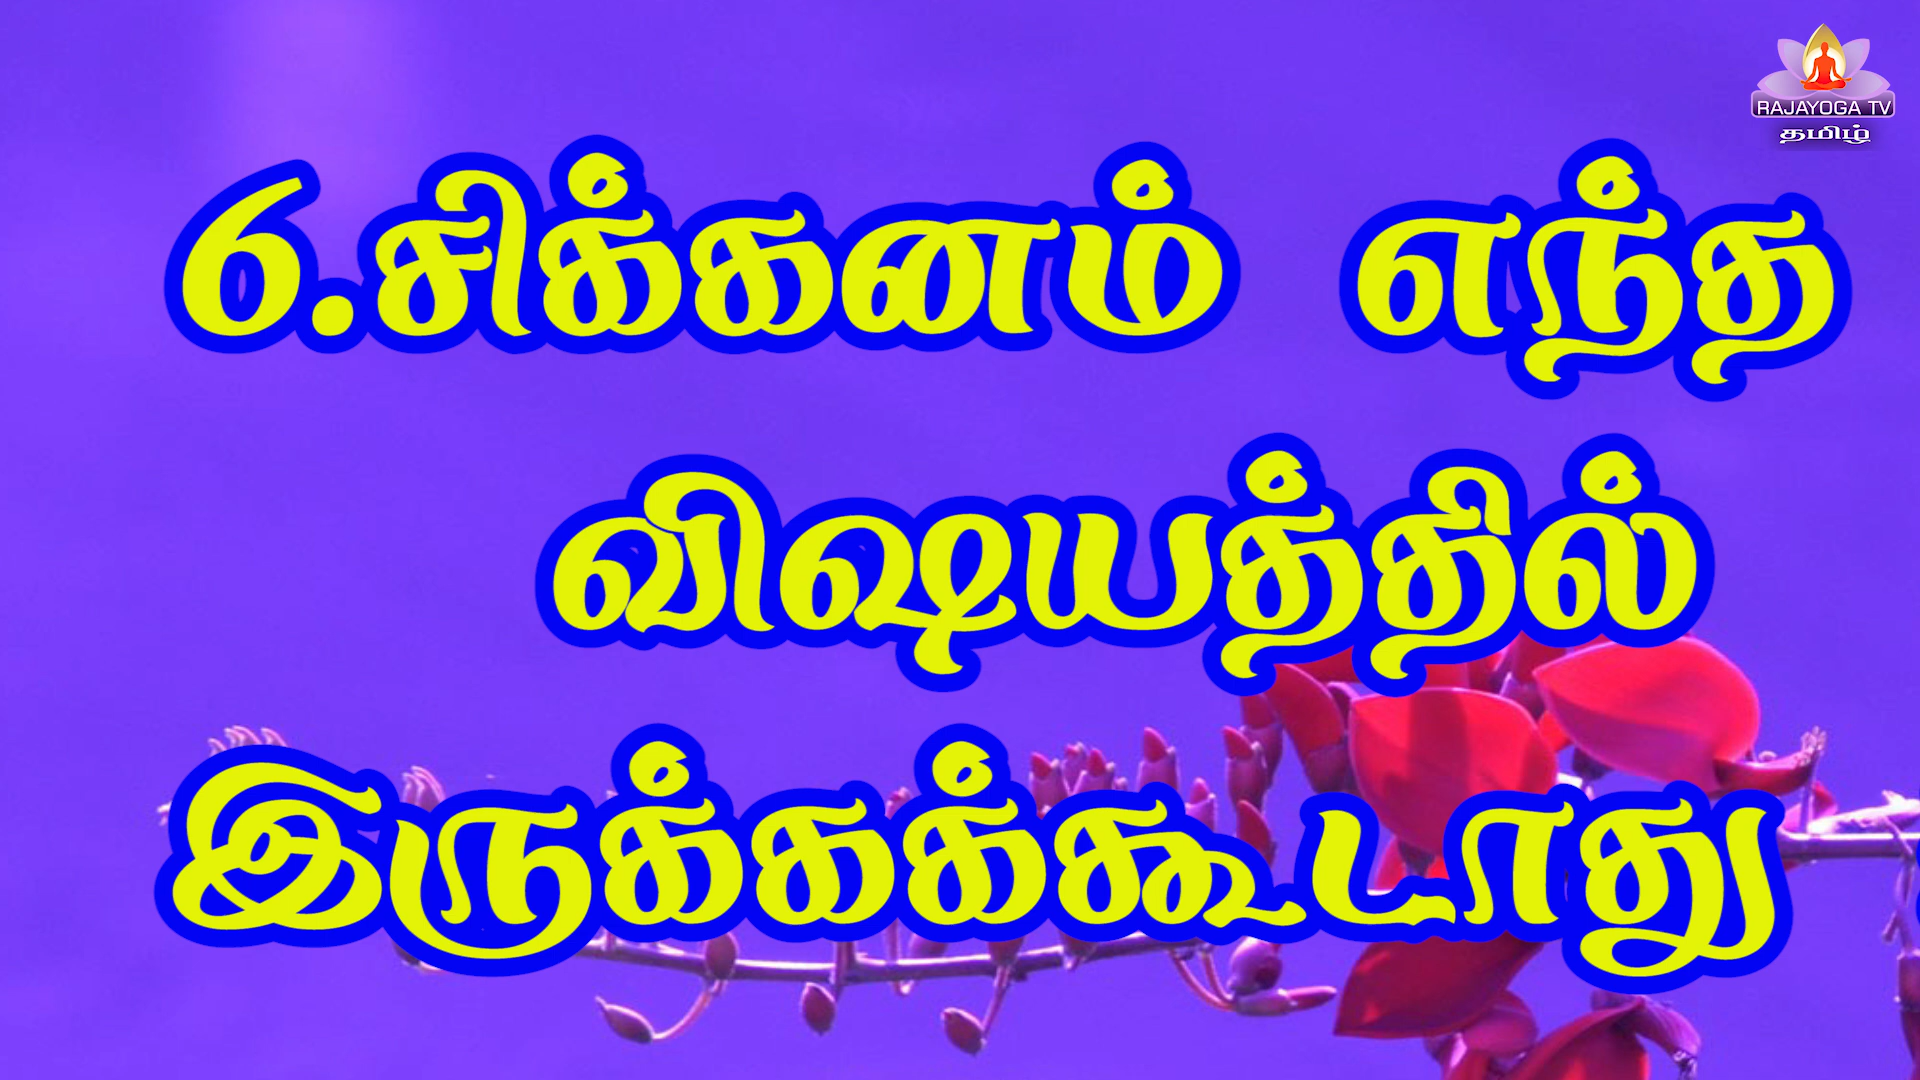 RAJAYOGA TV
தமிழ்
6.சிக்கனம் எந்த
விஷயத்தில்
இருக்கக்கூடாது